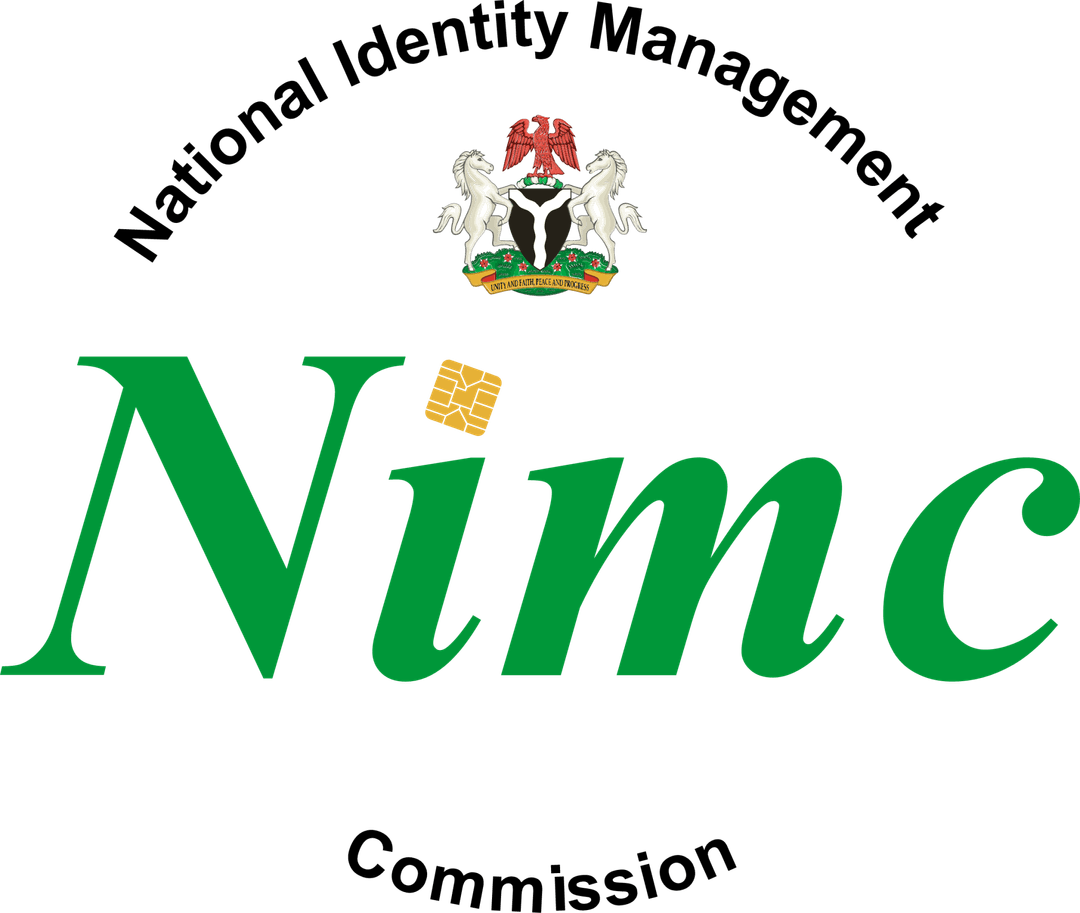 National Identity Management
UNITY AND FAITH, PEACE AND PROGRESS
Nimc
Commission